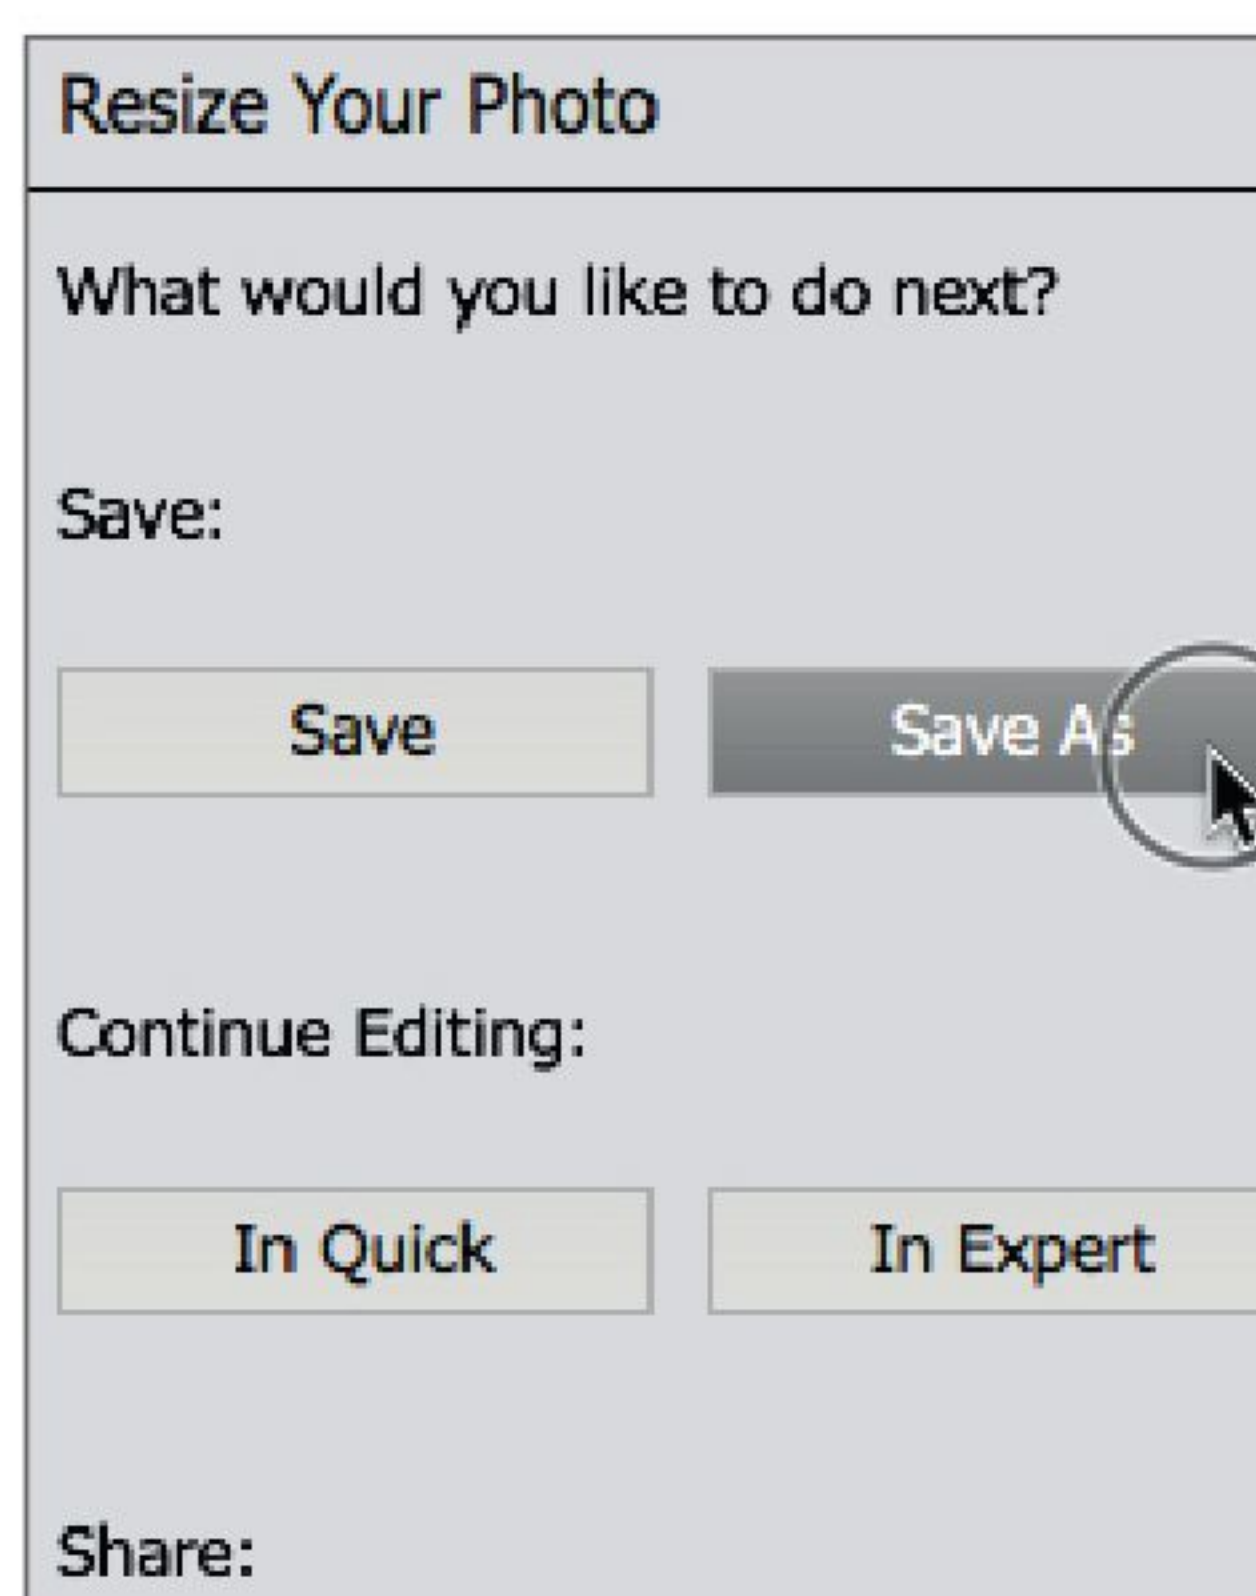 Resize Your Photo
What would you like to do next?
Save:
Save Save As
Continue Editing:
In Quick In Expert
Share: